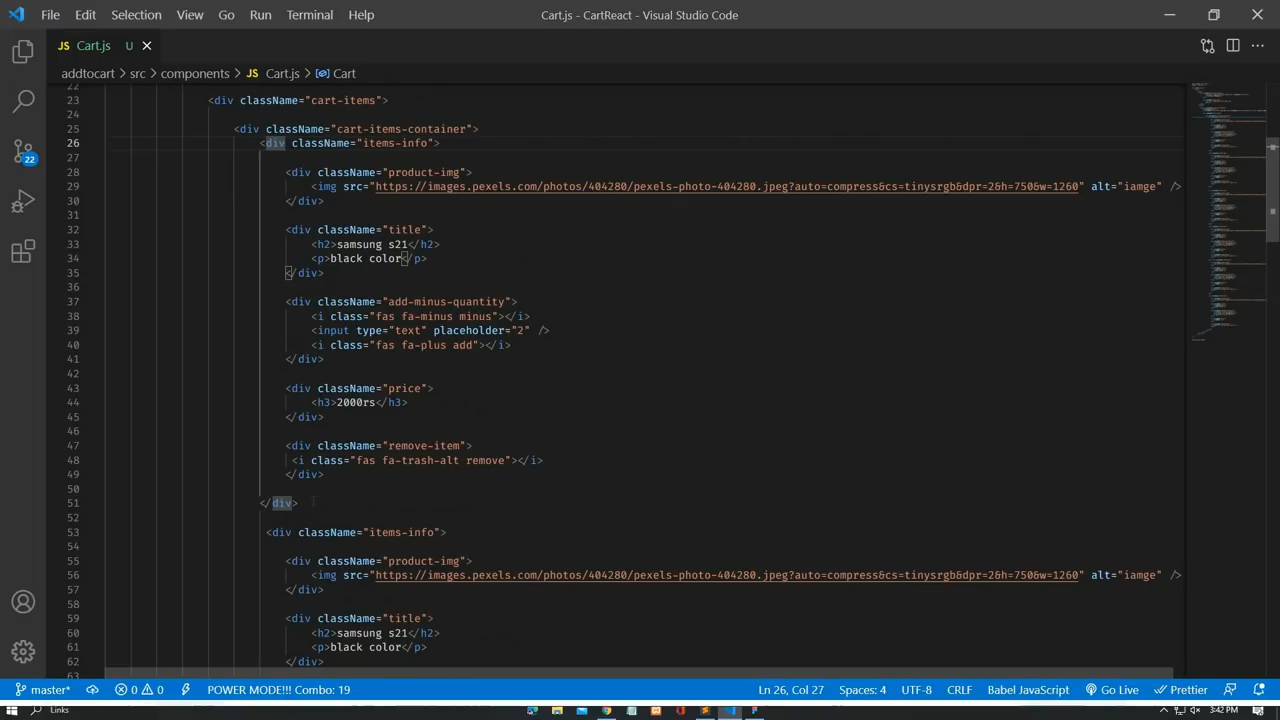 File Edit Selection View Go Run Terminal Help Cart.js - CartReact - Visual Studio Code
JS Cart.js U
addtocart > src > components > JS Cart.js > Cart
22
23 <div className="cart-items">
24
25 <div className="cart-items-container">
26 <div className="items-info">
27
28 <div className="product-img">
29 <img src="https://images.pexels.com/photos/404280/pexels-photo-404280.jpeg?auto=compress&cs=tinysrgb&dpr=2&h=750&w=1260" alt="iamge" />
30 </div>
31
32 <div className="title">
33 <h2>samsung s21</h2>
34 <p>black color</p>
35 </div>
36
37 <div className="add-minus-quantity">
38 <i class="fas fa-minus minus"></i>
39 <input type="text" placeholder="2" />
40 <i class="fas fa-plus add"></i>
41 </div>
42
43 <div className="price">
44 <h3>2000rs</h3>
45 </div>
46
47 <div className="remove-item">
48 <i class="fas fa-trash-alt remove"></i>
49 </div>
50
51 </div>
52
53 <div className="items-info">
54
55 <div className="product-img">
56 <img src="https://images.pexels.com/photos/404280/pexels-photo-404280.jpeg?auto=compress&cs=tinysrgb&dpr=2&h=750&w=1260" alt="iamge" />
57 </div>
58
59 <div className="title">
60 <h2>samsung s21</h2>
61 <p>black color</p>
62 </div>
63
22
master* 0 0 POWER MODE!!! Combo: 19 Ln 26, Col 27 Spaces: 4 UTF-8 CRLF Babel JavaScript Go Live Prettier
Links 3:42 PM